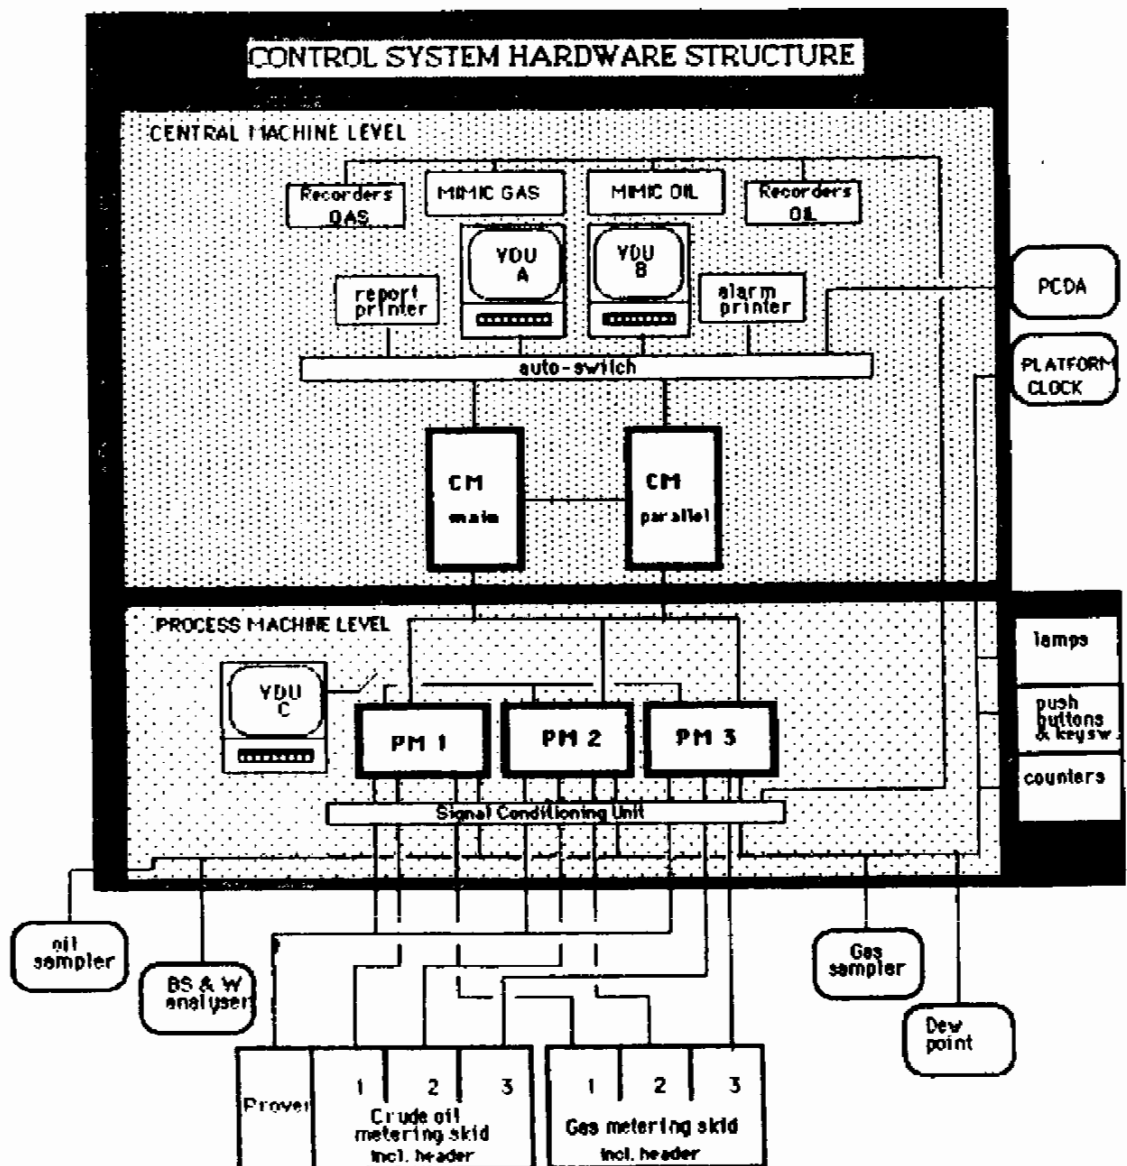 CONTROL SYSTEM HARDWARE STRUCTURE
CENTRAL MACHINE LEVEL
Recorders
GAS
MIMIC GAS
MIMIC OIL
Recorders
OIL
VDU
A
VDU
B
report
printer
alarm
printer
PCDA
auto-switch
PLATFORM
CLOCK
CM
main
CM
parallel
PROCESS MACHINE LEVEL
lamps
VDU
C
push
buttons
& keysw
PM 1
PM 2
PM 3
counters
Signal Conditioning Unit
oil
sampler
BS & W
analyser
Gas
sampler
Dew
point
Prover
1 2 3
Crude oil
metering skid
incl. header
1 2 3
Gas metering skid
incl. header